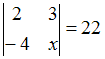 | 2 3 |
| −4 x | = 22